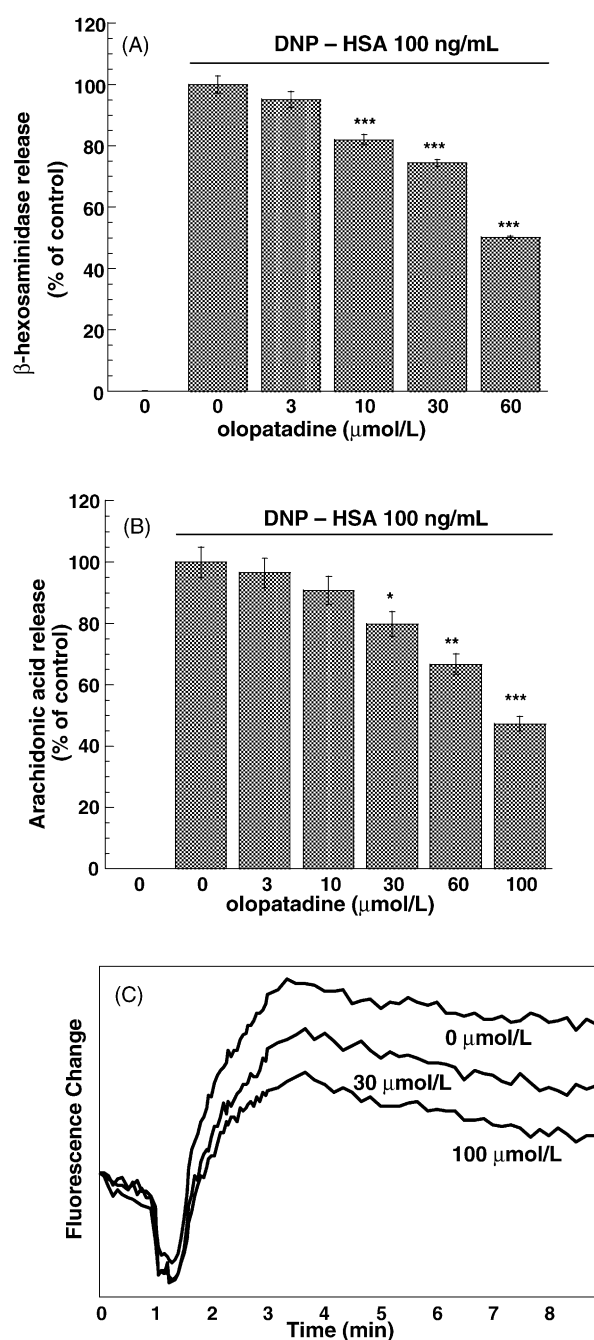 (A)
DNP – HSA 100 ng/mL
120
100
80
60
40
20
0
***
***
***
β-hexosaminidase release
(% of control)
0 0 3 10 30 60
olopatadine (μmol/L)
(B)
DNP – HSA 100 ng/mL
120
100
80
60
40
20
0
*
**
***
Arachidonic acid release
(% of control)
0 0 3 10 30 60 100
olopatadine (μmol/L)
(C)
Fluorescence Change
0 μmol/L
30 μmol/L
100 μmol/L
0 1 2 3 4 5 6 7 8
Time (min)